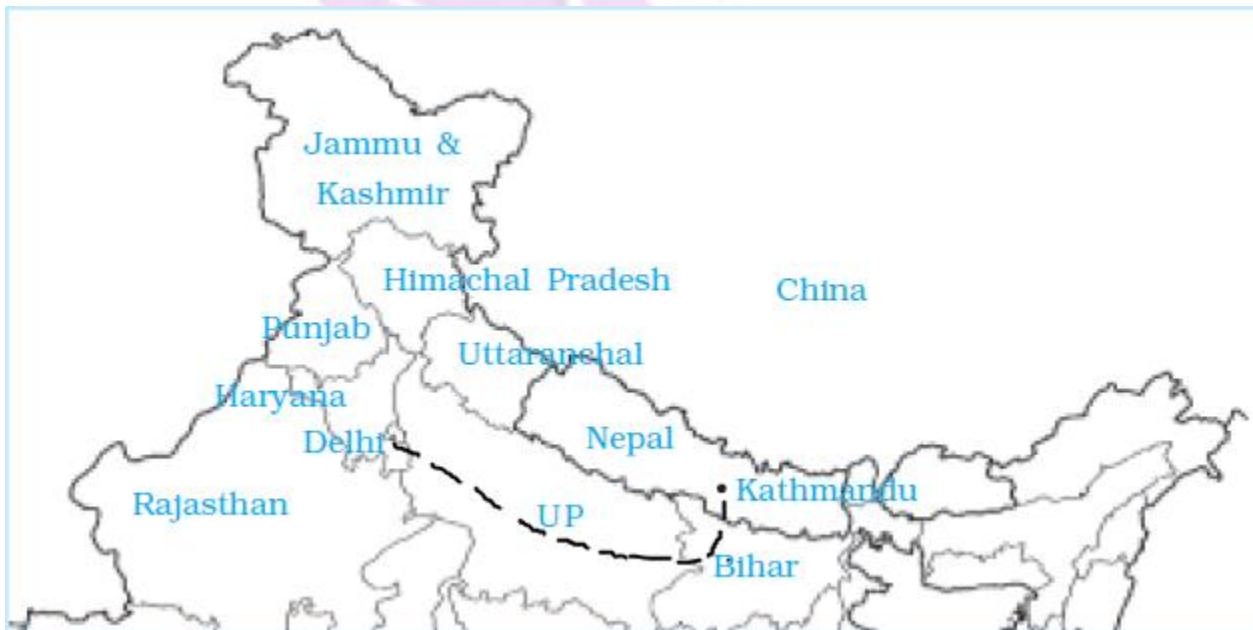 Jammu &
Kashmir
Himachal Pradesh
China
Punjab
Uttaranchal
Haryana
Nepal
Delhi
Kathmandu
Rajasthan
UP
Bihar